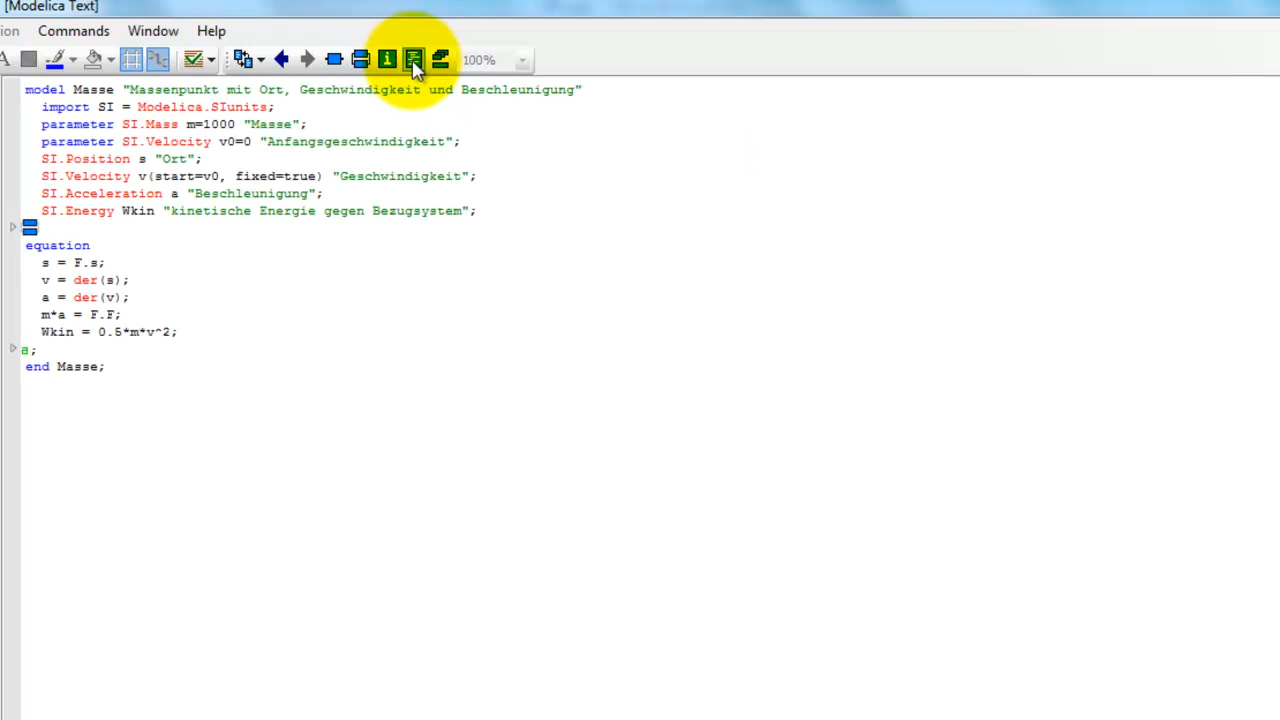 [Modelica Text]
ion Commands Window Help
A 100%
model Masse "Massenpunkt mit Ort, Geschwindigkeit und Beschleunigung"
import SI = Modelica.SIunits;
parameter SI.Mass m=1000 "Masse";
parameter SI.Velocity v0=0 "Anfangsgeschwindigkeit";
SI.Position s "Ort";
SI.Velocity v(start=v0, fixed=true) "Geschwindigkeit";
SI.Acceleration a "Beschleunigung";
SI.Energy Wkin "kinetische Energie gegen Bezugsystem";
equation
s = F.s;
v = der(s);
a = der(v);
m*a = F.F;
Wkin = 0.5*m*v^2;
a;
end Masse;